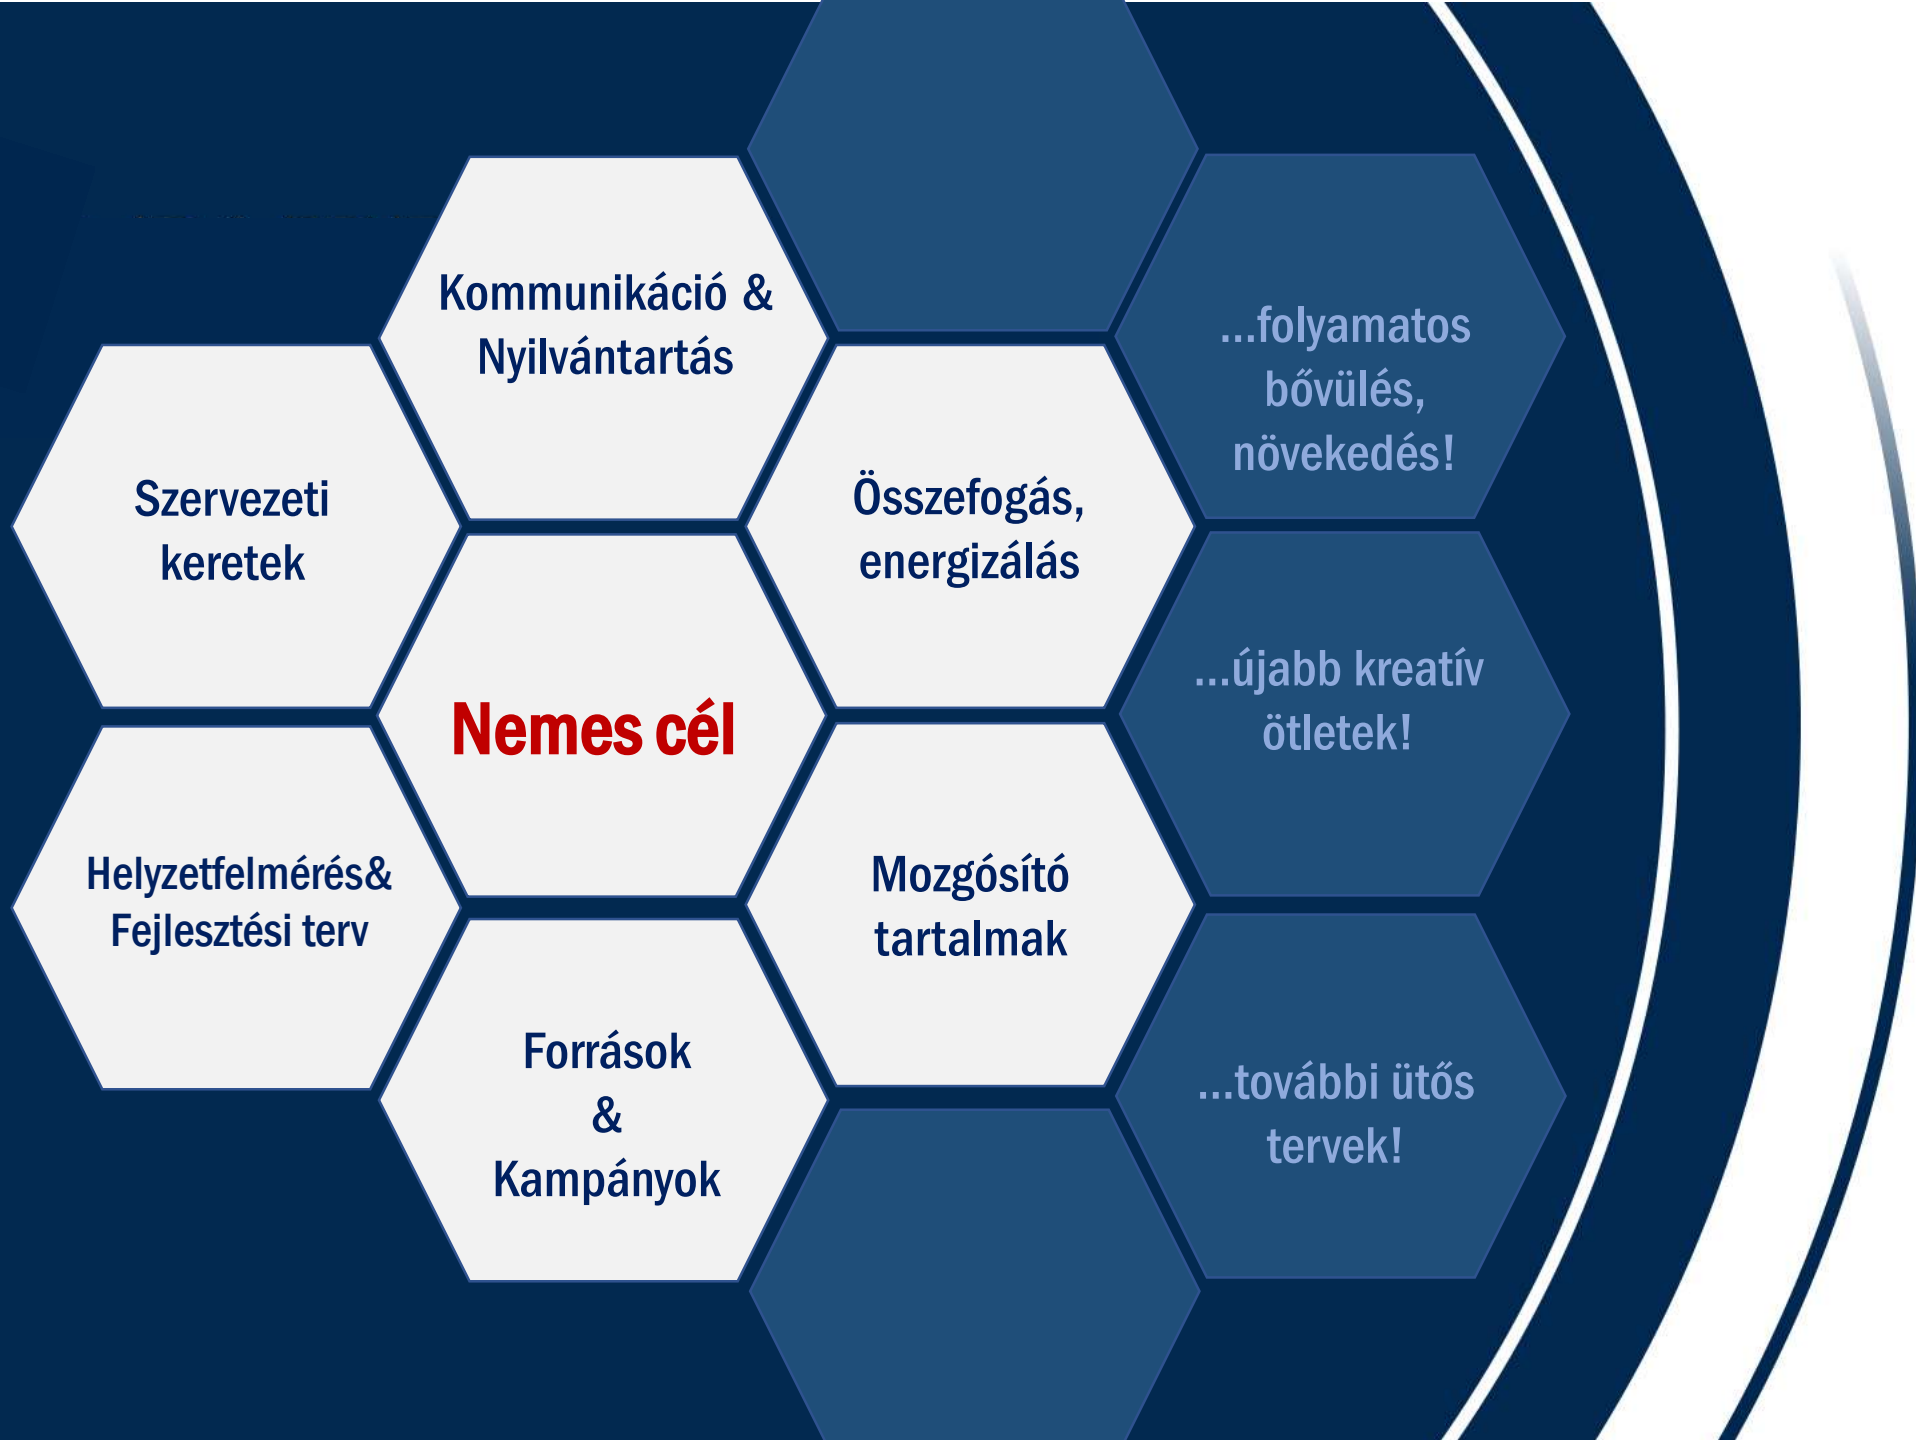 Kommunikáció &
Nyilvántartás
Szervezeti
keretek
Összefogás,
energizálás
...folyamatos
bővülés,
növekedés!
Nemes cél
...újabb kreatív
ötletek!
Helyzetfelmérés&
Fejlesztési terv
Mozgósító
tartalmak
Források
&
Kampányok
...további ütős
tervek!